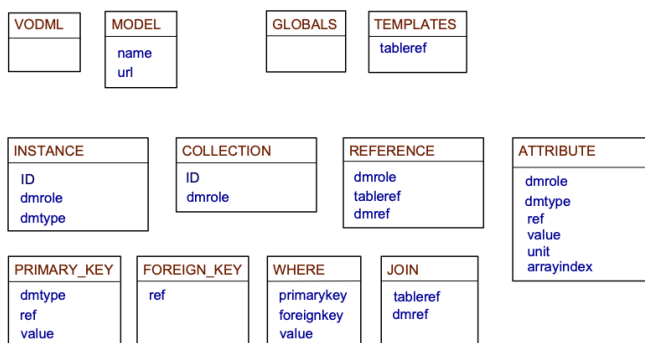 VODML
MODEL
name
url
GLOBALS
TEMPLATES
tableref
INSTANCE
ID
dmrole
dmtype
COLLECTION
ID
dmrole
REFERENCE
dmrole
tableref
dmref
ATTRIBUTE
dmrole
dmtype
ref
value
unit
arrayindex
PRIMARY_KEY
dmtype
ref
value
FOREIGN_KEY
ref
WHERE
primarykey
foreignkey
value
JOIN
tableref
dmref